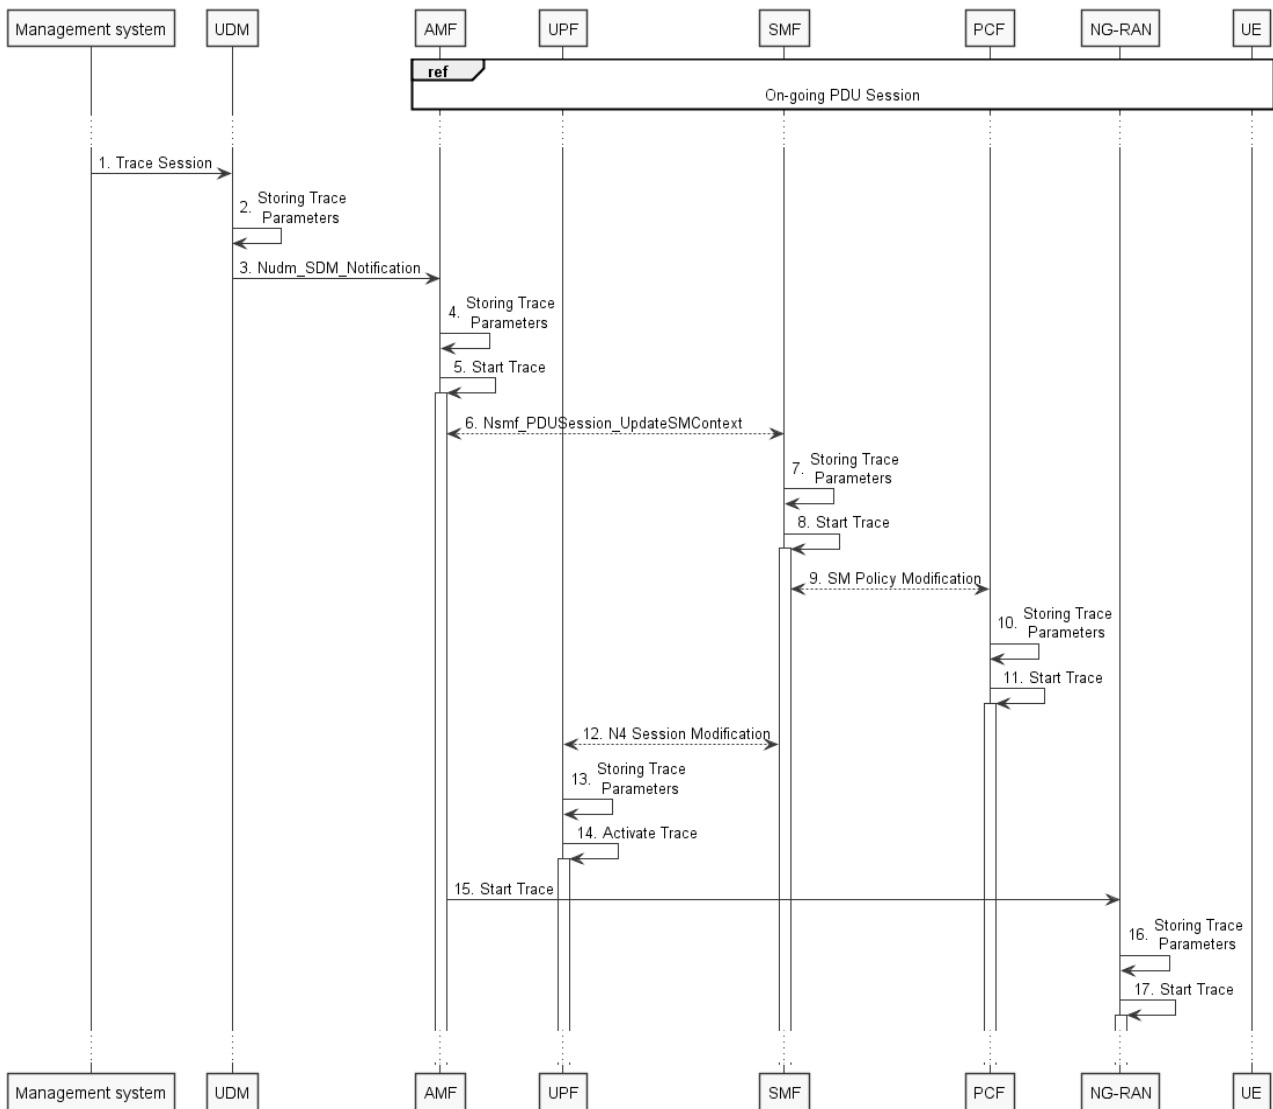 Management system
UDM
AMF
UPF
SMF
PCF
NG-RAN
UE
ref
On-going PDU Session
1. Trace Session
2. Storing Trace
Parameters
3. Nudm_SDM_Notification
4. Storing Trace
Parameters
5. Start Trace
6. Nsmf_PDUSession_UpdateSMContext
7. Storing Trace
Parameters
8. Start Trace
9. SM Policy Modification
10. Storing Trace
Parameters
11. Start Trace
12. N4 Session Modification
13. Storing Trace
Parameters
14. Activate Trace
15. Start Trace
16. Storing Trace
Parameters
17. Start Trace
Management system
UDM
AMF
UPF
SMF
PCF
NG-RAN
UE